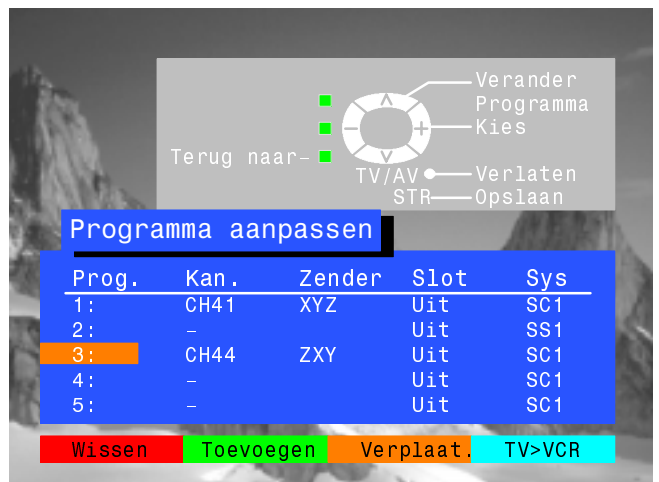 Verander
Programma
Kies
Terug naar
TV/AV Verlaten
STR Opslaan
Programma aanpassen
Prog. Kan. Zender Slot Sys
1: CH41 XYZ Uit SC1
2: – Uit SS1
3: CH44 ZXY Uit SC1
4: – Uit SC1
5: – Uit SC1
Wissen Toevoegen Verplaat. TV>VCR